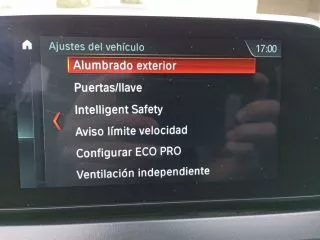 Ajustes del vehículo
17:00
Alumbrado exterior
Puertas/llave
Intelligent Safety
Aviso límite velocidad
Configurar ECO PRO
Ventilación independiente